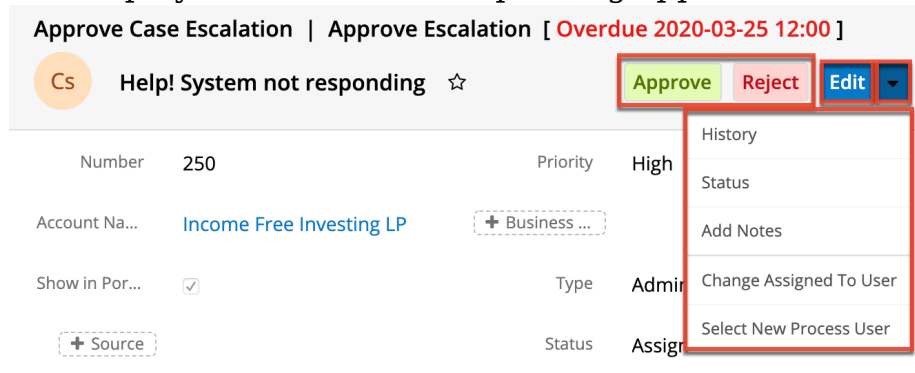 Approve Case Escalation | Approve Escalation [ Overdue 2020-03-25 12:00 ]
Cs Help! System not responding Approve Reject Edit
History
Number 250 Priority High
Status
Account Na... Income Free Investing LP + Business ... Add Notes
Show in Por... Type Admin Change Assigned To User
+ Source Status Assign Select New Process User